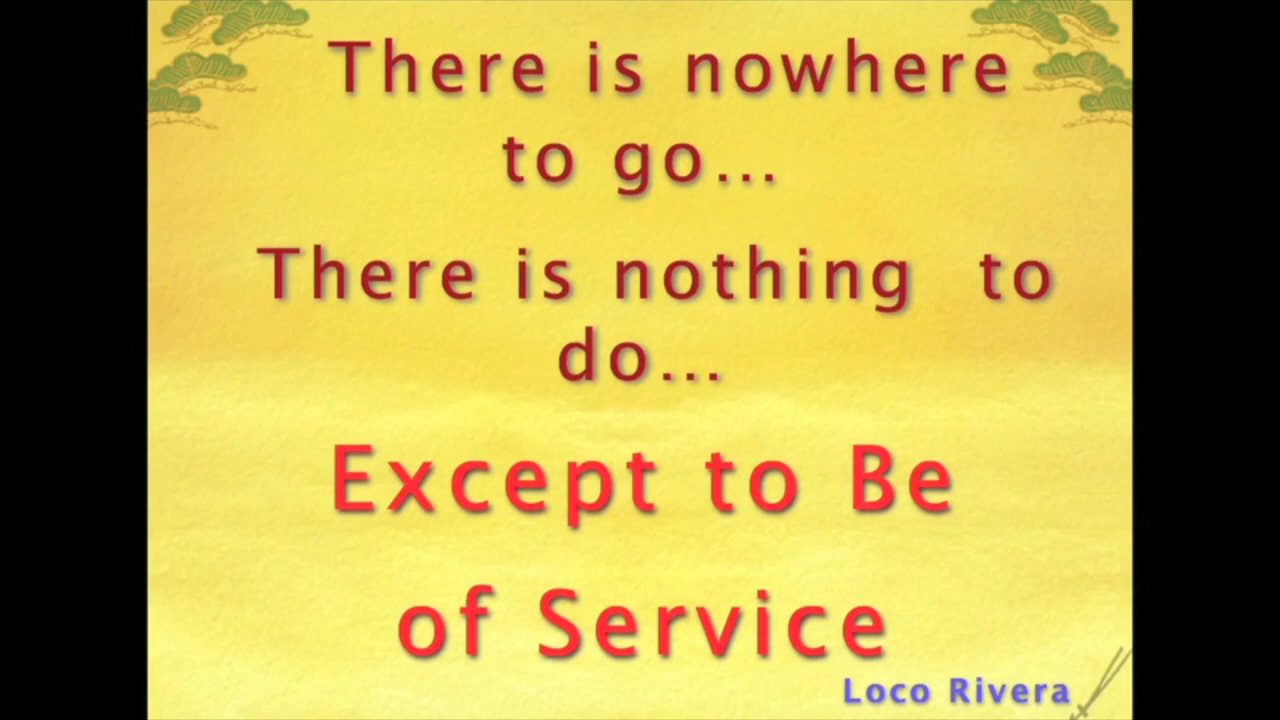 There is nowhere
to go...
There is nothing to
do...
Except to Be
of Service
Loco Rivera